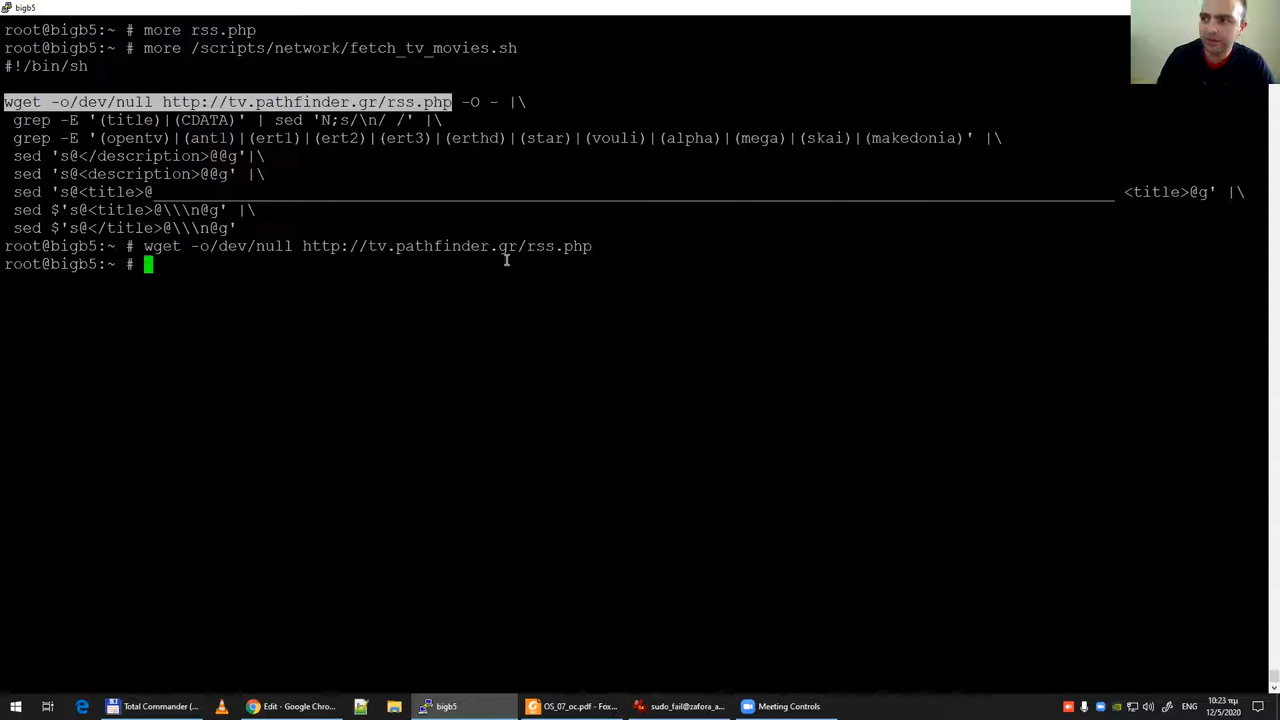 bigb5
root@bigb5:~ # more rss.php
root@bigb5:~ # more /scripts/network/fetch_tv_movies.sh
#!/bin/sh
wget -o/dev/null http://tv.pathfinder.gr/rss.php -O - |\
grep -E '(title)|(CDATA)' | sed 'N;s/\n/ /' |\
grep -E '(opentv)|(ant1)|(ert1)|(ert2)|(ert3)|(erthd)|(star)|(vouli)|(alpha)|(mega)|(skai)|(makedonia)' |\
sed 's@</description>@@g'|\
sed 's@<description>@@g' |\
sed 's@<title>@__________________________________________________________________________________________________________ <title>@g' |\
sed $'s@<title>@\\\n@g' |\
sed $'s@</title>@\\\n@g'
root@bigb5:~ # wget -o/dev/null http://tv.pathfinder.gr/rss.php
root@bigb5:~ #
Total Commander (...
Edit - Google Chro...
bigb5
OS_07_oc.pdf - Fox...
sudo_fail@zafora_a...
Meeting Controls
ENG
10:23 πμ
12/5/2020